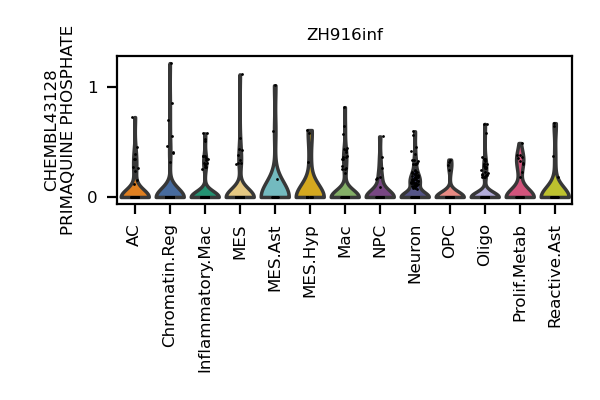 ZH916inf
CHEMBL43128
PRIMAQUINE PHOSPHATE
1
0
AC
Chromatin.Reg
Inflammatory.Mac
MES
MES.Ast
MES.Hyp
Mac
NPC
Neuron
OPC
Oligo
Prolif.Metab
Reactive.Ast